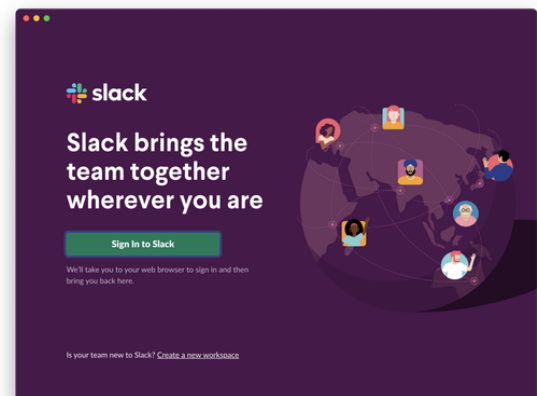 slack
Slack brings the
team together
wherever you are
Sign In to Slack
We'll take you to your web browser to sign in and then
bring you back here.
Is your team new to Slack? Create a new workspace